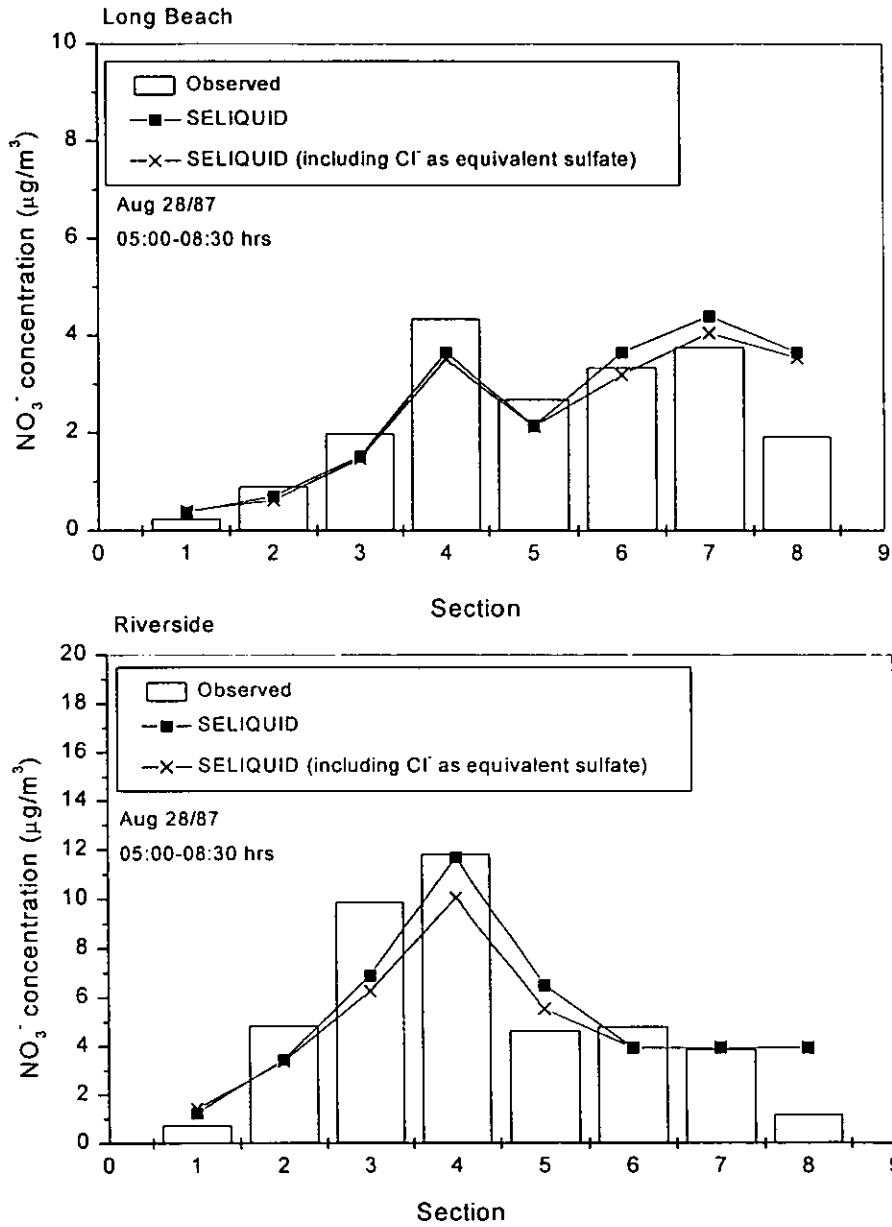 Long Beach
10
8
6
4
2
0
NO₃⁻ concentration (μg/m³)
Observed
SELIQUID
SELIQUID (including Cl⁻ as equivalent sulfate)
Aug 28/87
05:00-08:30 hrs
0 1 2 3 4 5 6 7 8 9
Section
Riverside
20
18
16
14
12
10
8
6
4
2
0
NO₃⁻ concentration (μg/m³)
Observed
SELIQUID
SELIQUID (including Cl⁻ as equivalent sulfate)
Aug 28/87
05:00-08:30 hrs
0 1 2 3 4 5 6 7 8 9
Section